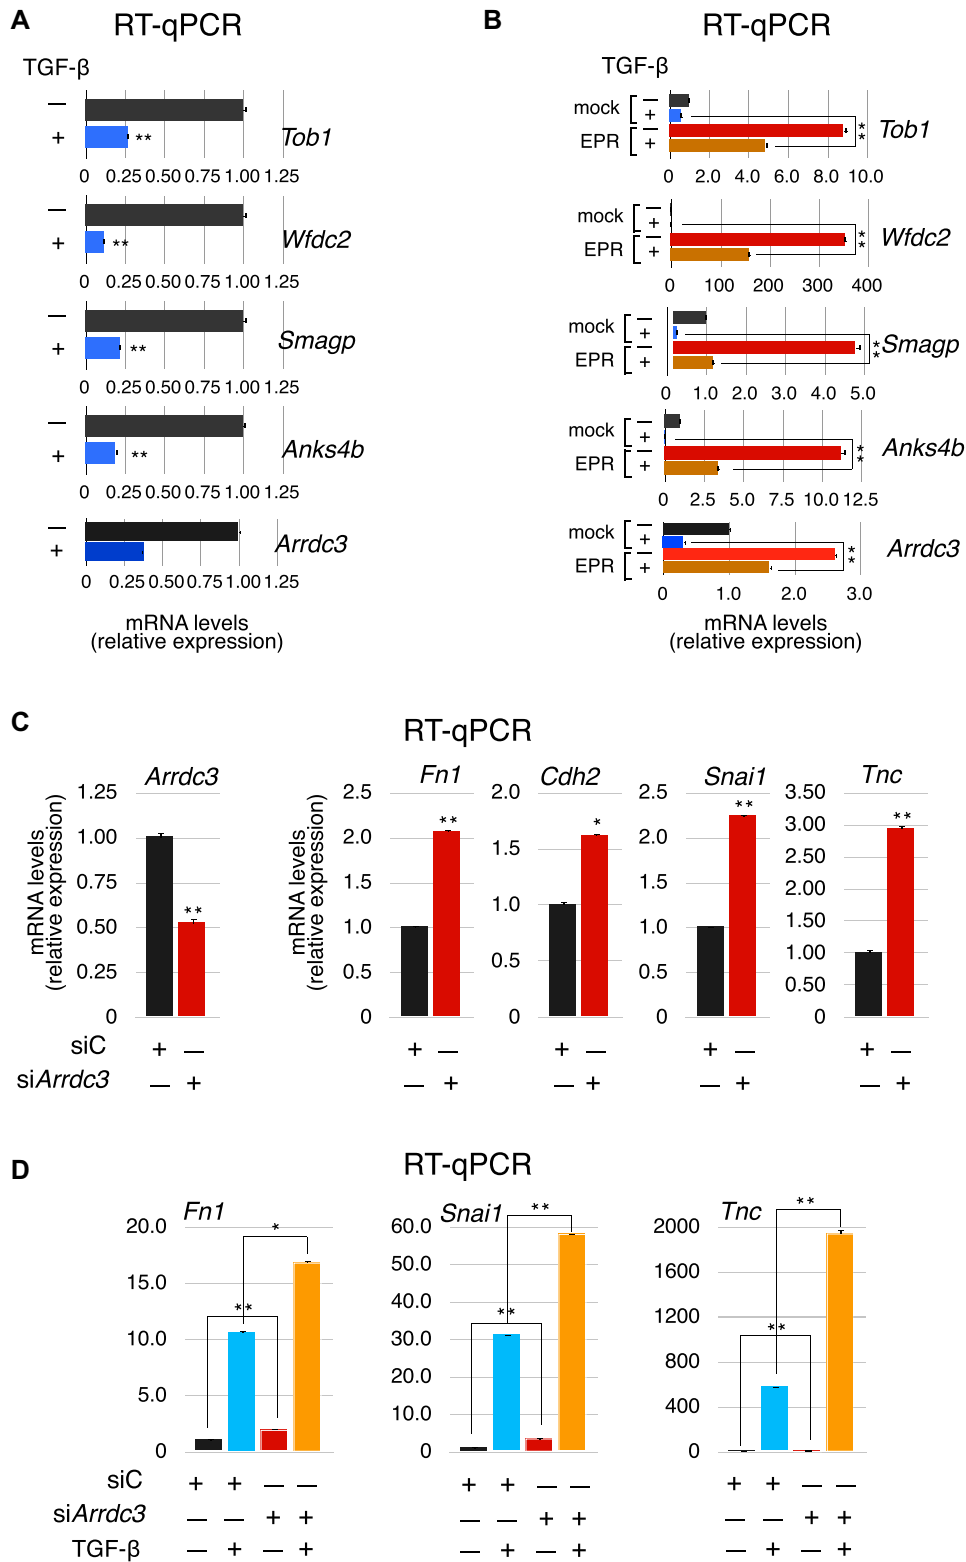 A
RT-qPCR
TGF-β
—
+
**
Tob1
0 0.25 0.50 0.75 1.00 1.25
—
+
**
Wfdc2
0 0.25 0.50 0.75 1.00 1.25
—
+
**
Smagp
0 0.25 0.50 0.75 1.00 1.25
—
+
**
Anks4b
0 0.25 0.50 0.75 1.00 1.25
—
+
Arrdc3
0 0.25 0.50 0.75 1.00 1.25
mRNA levels
(relative expression)
B
RT-qPCR
TGF-β
mock — +
EPR — +
**
Tob1
0 2.0 4.0 6.0 8.0 10.0
mock — +
EPR — +
**
Wfdc2
0 100 200 300 400
mock — +
EPR — +
**
Smagp
0 1.0 2.0 3.0 4.0 5.0
mock — +
EPR — +
**
Anks4b
0 2.5 5.0 7.5 10.0 12.5
mock — +
EPR — +
**
Arrdc3
0 1.0 2.0 3.0
mRNA levels
(relative expression)
C
RT-qPCR
mRNA levels
(relative expression)
Arrdc3
1.25
1.00
0.75
0.50
0.25
0
**
mRNA levels
(relative expression)
Fn1
2.5
2.0
1.5
1.0
0.5
0
**
Cdh2
2.0
1.5
1.0
0.5
0
*
Snai1
2.5
2.0
1.5
1.0
0.5
0
**
Tnc
3.50
3.00
2.50
2.00
1.50
1.00
0.50
0
**
siC + — + — + — + — + —
siArrdc3 — + — + — + — + — +
D
RT-qPCR
Fn1
20.0
15.0
10.0
5.0
0
**
*
Snai1
60.0
50.0
40.0
30.0
20.0
10.0
0
**
**
Tnc
2000
1600
1200
800
400
0
**
**
siC + + — — + + — — + + — —
siArrdc3 — — + + — — + + — — + +
TGF-β — + — + — + — + — + — +